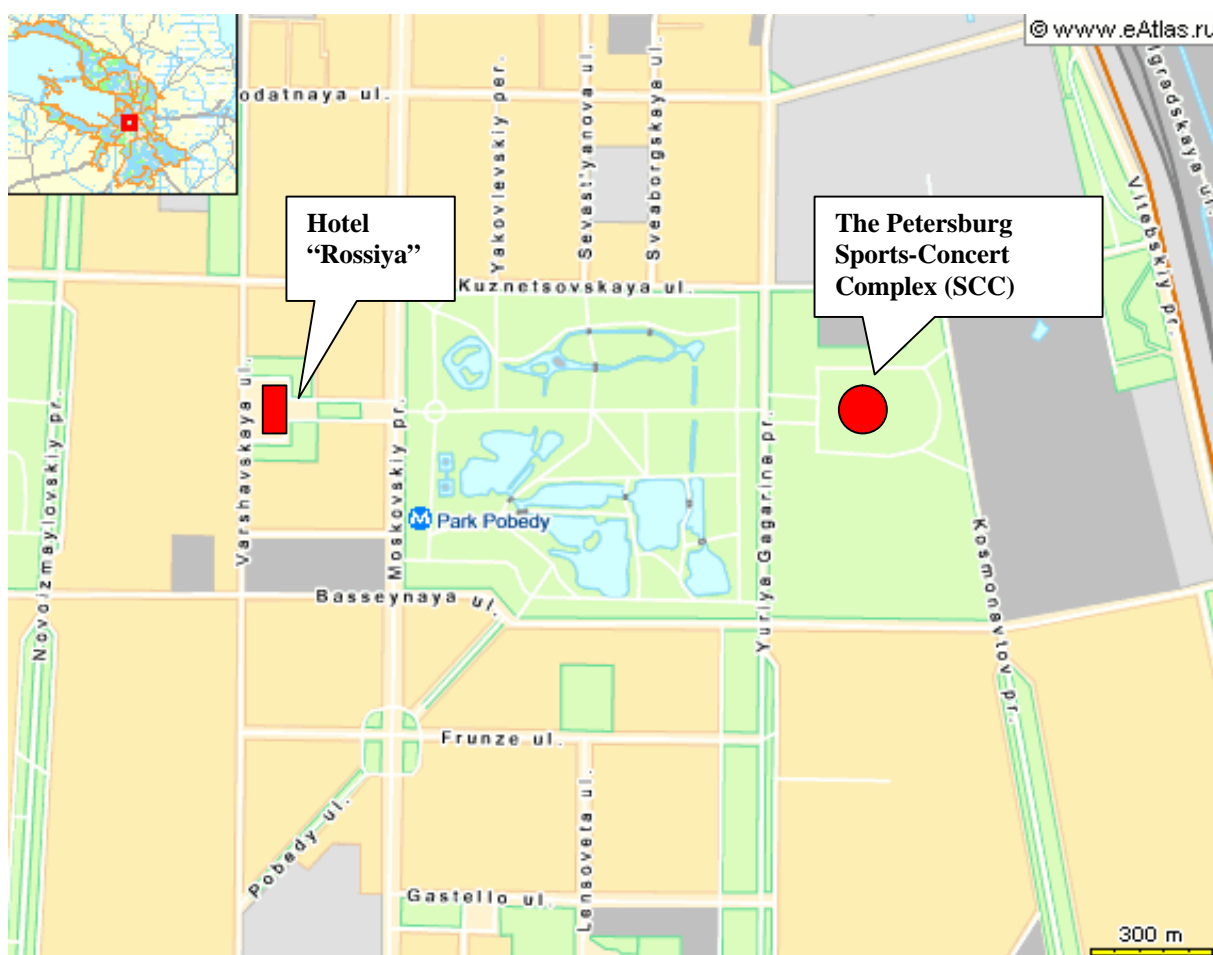 © www.eAtlas.ru
odatnaya ul.
Yakovlevskiy per.
Sevast'yanova ul.
Sveaborgskaya ul.
Vitebskiy pr.
Hotel
“Rossiya”
The Petersburg
Sports-Concert
Complex (SCC)
Kuznetsovskaya ul.
Novoizmaylovskiy pr.
Varshavskaya ul.
Moskovskiy pr.
Yuriya Gagarina pr.
Kosmonavtov pr.
M Park Pobedy
Basseynaya ul.
Frunze ul.
Pobedy ul.
Lensoveta ul.
Gastello ul.
300 m